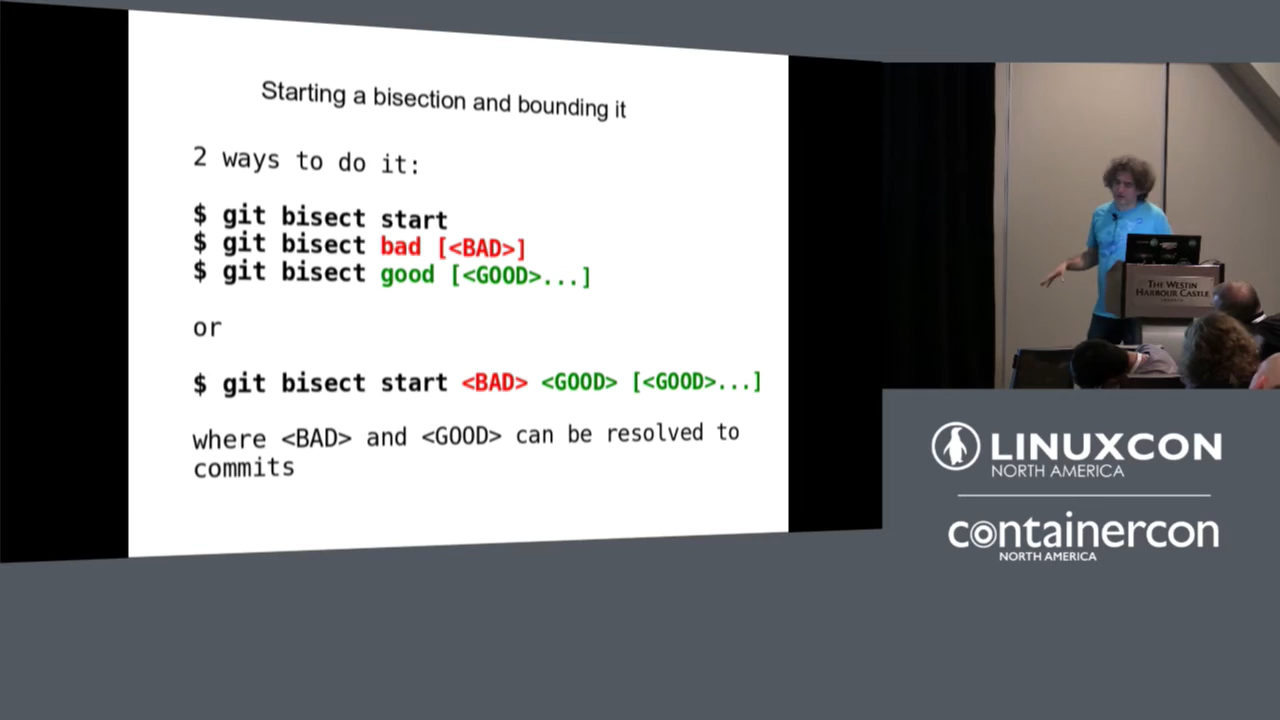 Starting a bisection and bounding it
2 ways to do it:
$ git bisect start
$ git bisect bad [<BAD>]
$ git bisect good [<GOOD>...]
or
$ git bisect start <BAD> <GOOD> [<GOOD>...]
where <BAD> and <GOOD> can be resolved to
commits
THE WESTIN
HARBOUR CASTLE
LINUXCON
NORTH AMERICA
containercon
NORTH AMERICA